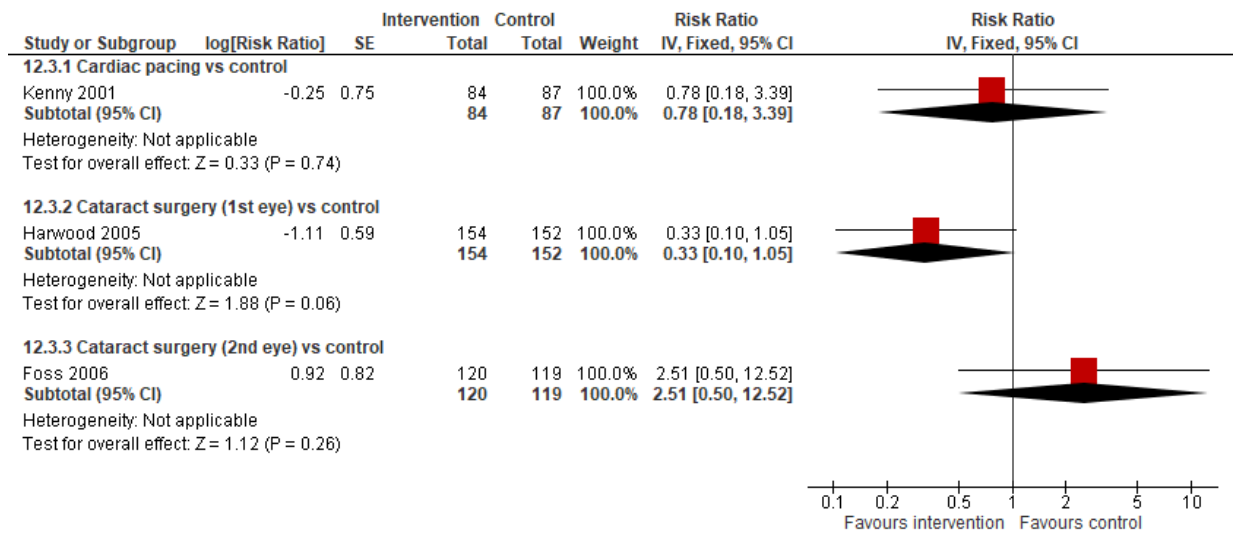 Intervention Control Risk Ratio Risk Ratio
Study or Subgroup log[Risk Ratio] SE Total Total Weight IV, Fixed, 95% CI IV, Fixed, 95% CI
12.3.1 Cardiac pacing vs control
Kenny 2001 -0.25 0.75 84 87 100.0% 0.78 [0.18, 3.39]
Subtotal (95% CI) 84 87 100.0% 0.78 [0.18, 3.39]
Heterogeneity: Not applicable
Test for overall effect: Z = 0.33 (P = 0.74)
12.3.2 Cataract surgery (1st eye) vs control
Harwood 2005 -1.11 0.59 154 152 100.0% 0.33 [0.10, 1.05]
Subtotal (95% CI) 154 152 100.0% 0.33 [0.10, 1.05]
Heterogeneity: Not applicable
Test for overall effect: Z = 1.88 (P = 0.06)
12.3.3 Cataract surgery (2nd eye) vs control
Foss 2006 0.92 0.82 120 119 100.0% 2.51 [0.50, 12.52]
Subtotal (95% CI) 120 119 100.0% 2.51 [0.50, 12.52]
Heterogeneity: Not applicable
Test for overall effect: Z = 1.12 (P = 0.26)
0.1 0.2 0.5 1 2 5 10
Favours intervention Favours control